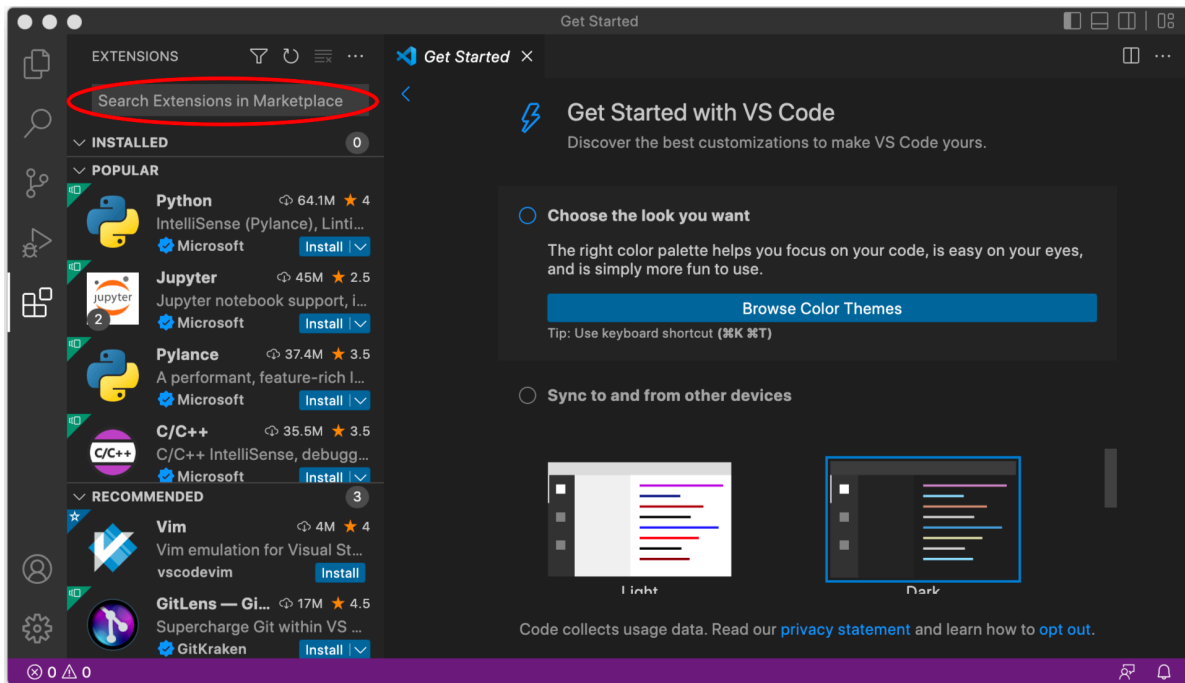 Get Started
EXTENSIONS
Search Extensions in Marketplace
INSTALLED 0
POPULAR
Python 64.1M ★ 4
IntelliSense (Pylance), Linti...
Microsoft Install
jupyter
2
Jupyter 45M ★ 2.5
Jupyter notebook support, i...
Microsoft Install
Pylance 37.4M ★ 3.5
A performant, feature-rich l...
Microsoft Install
C/C++
C/C++ 35.5M ★ 3.5
C/C++ IntelliSense, debugg...
Microsoft Install
RECOMMENDED 3
Vim 4M ★ 4
Vim emulation for Visual St...
vscodevim Install
GitLens — Gi... 17M ★ 4.5
Supercharge Git within VS ...
GitKraken Install
Get Started
Get Started with VS Code
Discover the best customizations to make VS Code yours.
Choose the look you want
The right color palette helps you focus on your code, is easy on your eyes,
and is simply more fun to use.
Browse Color Themes
Tip: Use keyboard shortcut (⌘K ⌘T)
Sync to and from other devices
Light
Dark
Code collects usage data. Read our privacy statement and learn how to opt out.
0 0